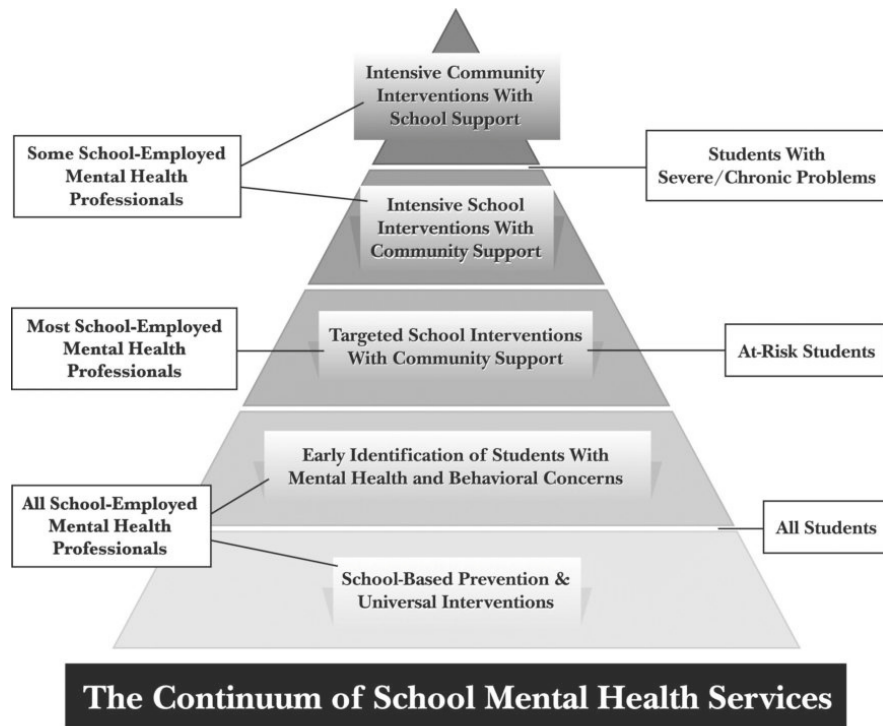 Intensive Community
Interventions With
School Support
Some School-Employed
Mental Health
Professionals
Students With
Severe/Chronic Problems
Intensive School
Interventions With
Community Support
Most School-Employed
Mental Health
Professionals
Targeted School Interventions
With Community Support
At-Risk Students
Early Identification of Students With
Mental Health and Behavioral Concerns
All School-Employed
Mental Health
Professionals
All Students
School-Based Prevention &
Universal Interventions
The Continuum of School Mental Health Services